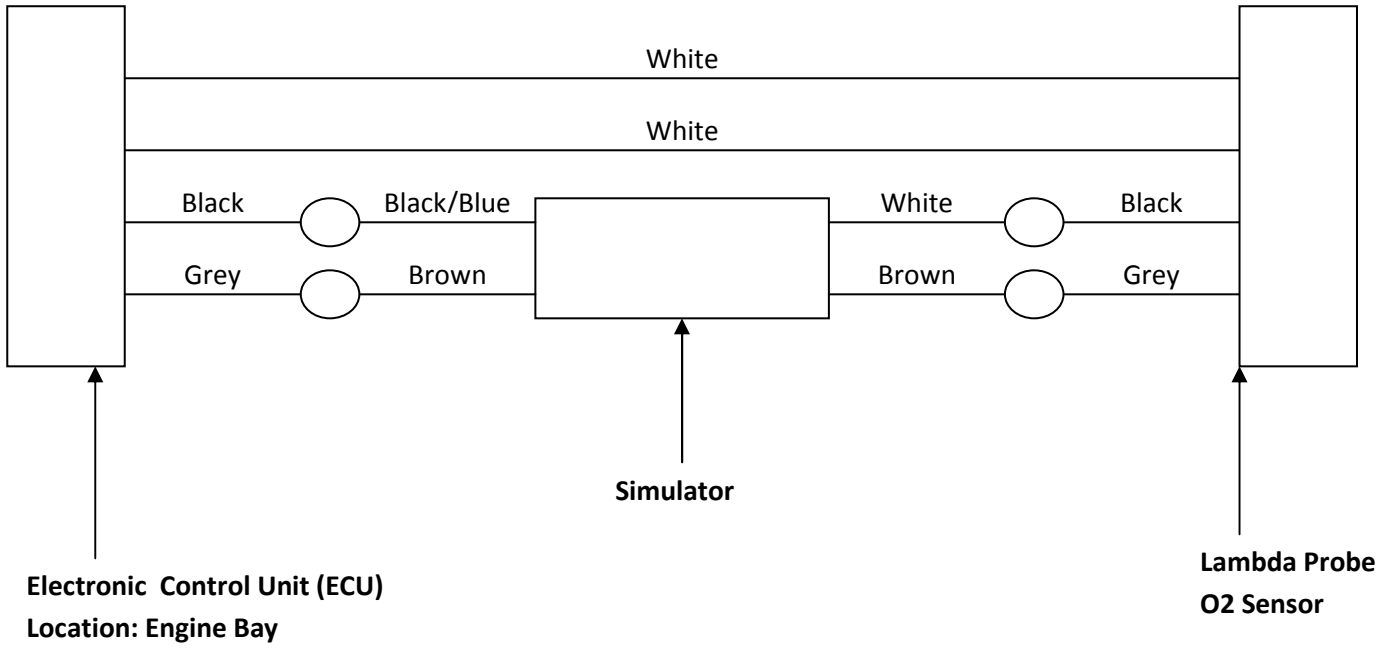 White
White
Black
Black/Blue
White
Black
Grey
Brown
Brown
Grey
Simulator
Electronic Control Unit (ECU)
Location: Engine Bay
Lambda Probe
O2 Sensor